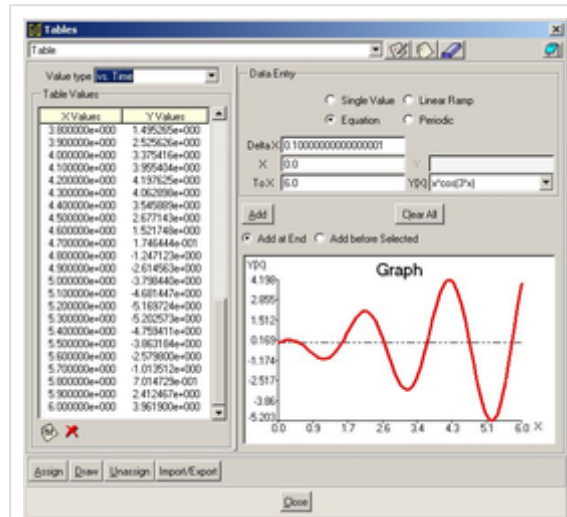 Tables
Table
Value type vs. Time
Table Values
X Values Y Values
3.800000e+000 1.495265e+000
3.900000e+000 2.525626e+000
4.000000e+000 3.375416e+000
4.100000e+000 3.955404e+000
4.200000e+000 4.197625e+000
4.300000e+000 4.062898e+000
4.400000e+000 3.545889e+000
4.500000e+000 2.677143e+000
4.600000e+000 1.521748e+000
4.700000e+000 1.746444e-001
4.800000e+000 -1.247123e+000
4.900000e+000 -2.614563e+000
5.000000e+000 -3.798440e+000
5.100000e+000 -4.681447e+000
5.200000e+000 -5.169724e+000
5.300000e+000 -5.202573e+000
5.400000e+000 -4.759411e+000
5.500000e+000 -3.863184e+000
5.600000e+000 -2.579800e+000
5.700000e+000 -1.013512e+000
5.800000e+000 7.014729e-001
5.900000e+000 2.412467e+000
6.000000e+000 3.961900e+000
Data Entry
Single Value Linear Ramp
Equation Periodic
Delta X 0.1000000000000001
X 0.0 Y
To X 6.0 Y(X) x*cos(3*x)
Add Clear All
Add at End Add before Selected
Graph
Y(X)
4.198
2.855
1.512
0.169
-1.174
-2.517
-3.86
-5.203
0.0 0.9 1.7 2.6 3.4 4.3 5.1 6.0 X
Assign Draw Unassign Import/Export
Close